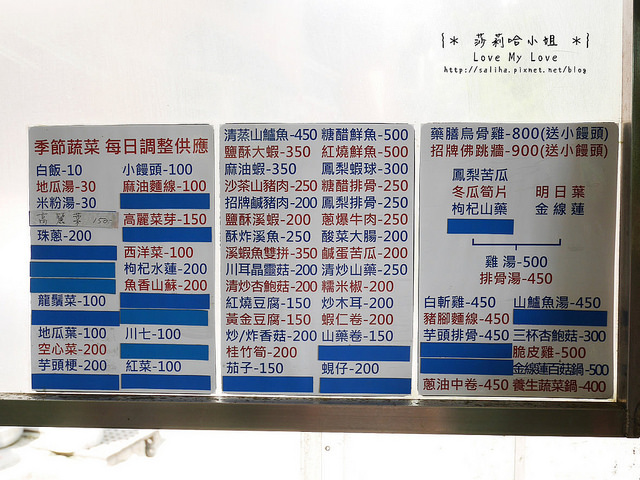 {* 莎莉哈小姐 *}
Love My Love
http://saliha.pixnet.net/blog
季節蔬菜 每日調整供應
白飯-10 小饅頭-100
地瓜湯-30 麻油麵線-100
米粉湯-30
高麗菜 150- 高麗菜芽-150
珠蔥-200
西洋菜-100
枸杞水蓮-200
魚香山蘇-200
龍鬚菜-100
地瓜葉-100 川七-100
空心菜-200
芋頭梗-200 紅菜-100
清蒸山鱸魚-450 糖醋鮮魚-500
鹽酥大蝦-350 紅燒鮮魚-500
麻油蝦-350 鳳梨蝦球-300
沙茶山豬肉-250 糖醋排骨-250
招牌鹹豬肉-200 鳳梨排骨-250
鹽酥溪蝦-200 蔥爆牛肉-250
酥炸溪魚-250 酸菜大腸-200
溪蝦魚雙拼-350 鹹蛋苦瓜-200
川耳晶靈菇-200 清炒山藥-250
清炒杏鮑菇-200 糯米椒-200
紅燒豆腐-150 炒木耳-200
黃金豆腐-150 蝦仁卷-200
炒/炸香菇-200 山藥卷-150
桂竹筍-200
茄子-150 蜆仔-200
藥膳烏骨雞-800(送小饅頭)
招牌佛跳牆-900(送小饅頭)
鳳梨苦瓜
冬瓜筍片 明日葉
枸杞山藥 金線蓮
雞湯-500
排骨湯-450
白斬雞-450 山鱸魚湯-450
豬腳麵線-450
芋頭排骨-450 三杯杏鮑菇-300
脆皮雞-500
金線蓮百菇鍋-500
蔥油中卷-450 養生蔬菜鍋-400